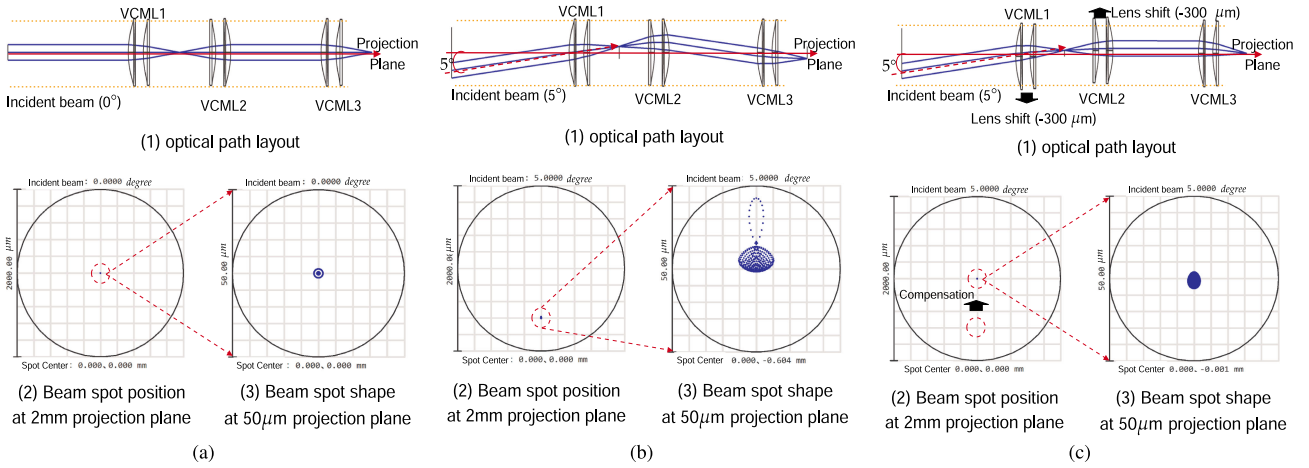 VCML1
Projection
Plane
Incident beam (0°)
VCML2
VCML3
(1) optical path layout
Incident beam: 0.0000 degree
2000.00 μm
Spot Center: 0.000、0.000 mm
Incident beam: 0.0000 degree
50.00 μm
Spot Center: 0.000、0.000 mm
(2) Beam spot position
at 2mm projection plane
(3) Beam spot shape
at 50μm projection plane
(a)
VCML1
5°
Projection
Plane
Incident beam (5°)
VCML2
VCML3
(1) optical path layout
Incident beam: 5.0000 degree
Spot Center: 0.000、0.000 mm
Incident beam: 5.0000 degree
50.00 μm
Spot Center: 0.000、-0.604 mm
(2) Beam spot position
at 2mm projection plane
(3) Beam spot shape
at 50μm projection plane
(b)
VCML1
Lens shift (-300 μm)
5°
Projection
Plane
Incident beam (5°)
VCML2
VCML3
Lens shift (-300 μm)
(1) optical path layout
Incident beam: 5.0000 degree
2000.00 μm
Compensation
Spot Center: 0.000、0.000 mm
Incident beam: 5.0000 degree
50.00 μm
Spot Center: 0.000、-0.001 mm
(2) Beam spot position
at 2mm projection plane
(3) Beam spot shape
at 50μm projection plane
(c)